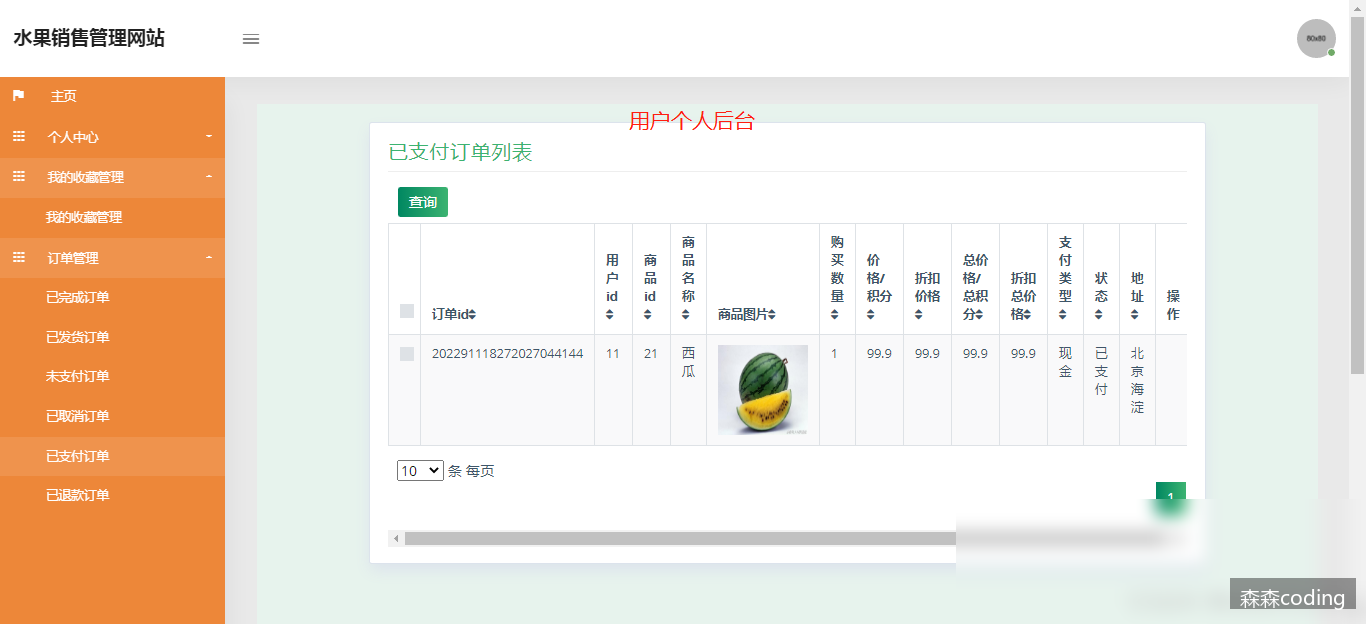 水果销售管理网站
80x80
主页
个人中心
我的收藏管理
我的收藏管理
订单管理
已完成订单
已发货订单
未支付订单
已取消订单
已支付订单
已退款订单
用户个人后台
已支付订单列表
查询
订单id 用户id 商品id 商品名称 商品图片 购买数量 价格/积分 折扣价格 总价格/总积分 折扣总价格 支付类型 状态 地址 操作
202291118272027044144 11 21 西瓜 1 99.9 99.9 99.9 99.9 现金 已支付 北京海淀
10 条 每页
1
森森coding